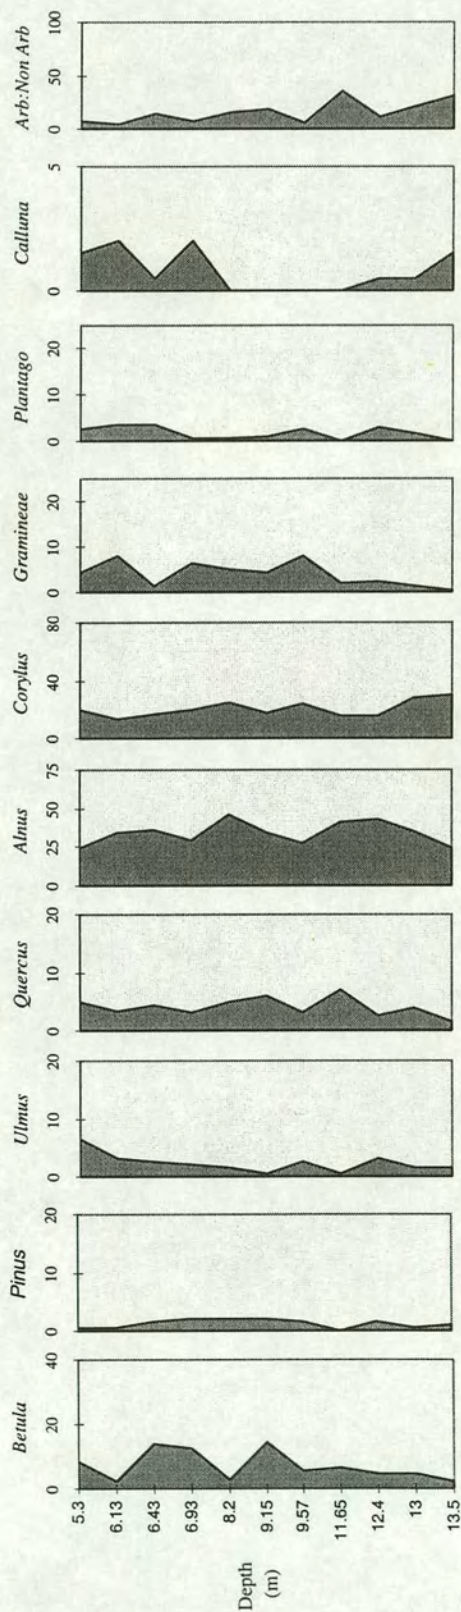 Betula Pinus Ulmus Quercus Alnus Corylus Gramineae Plantago Calluna Arb:Non Arb
0 20 40 0 10 20 0 10 20 0 10 20 0 25 50 75 0 40 80 0 10 20 0 10 20 0 5 0 50 100
5.3
6.13
6.43
6.93
8.2
Depth
(m)
9.15
9.57
11.65
12.4
13
13.5